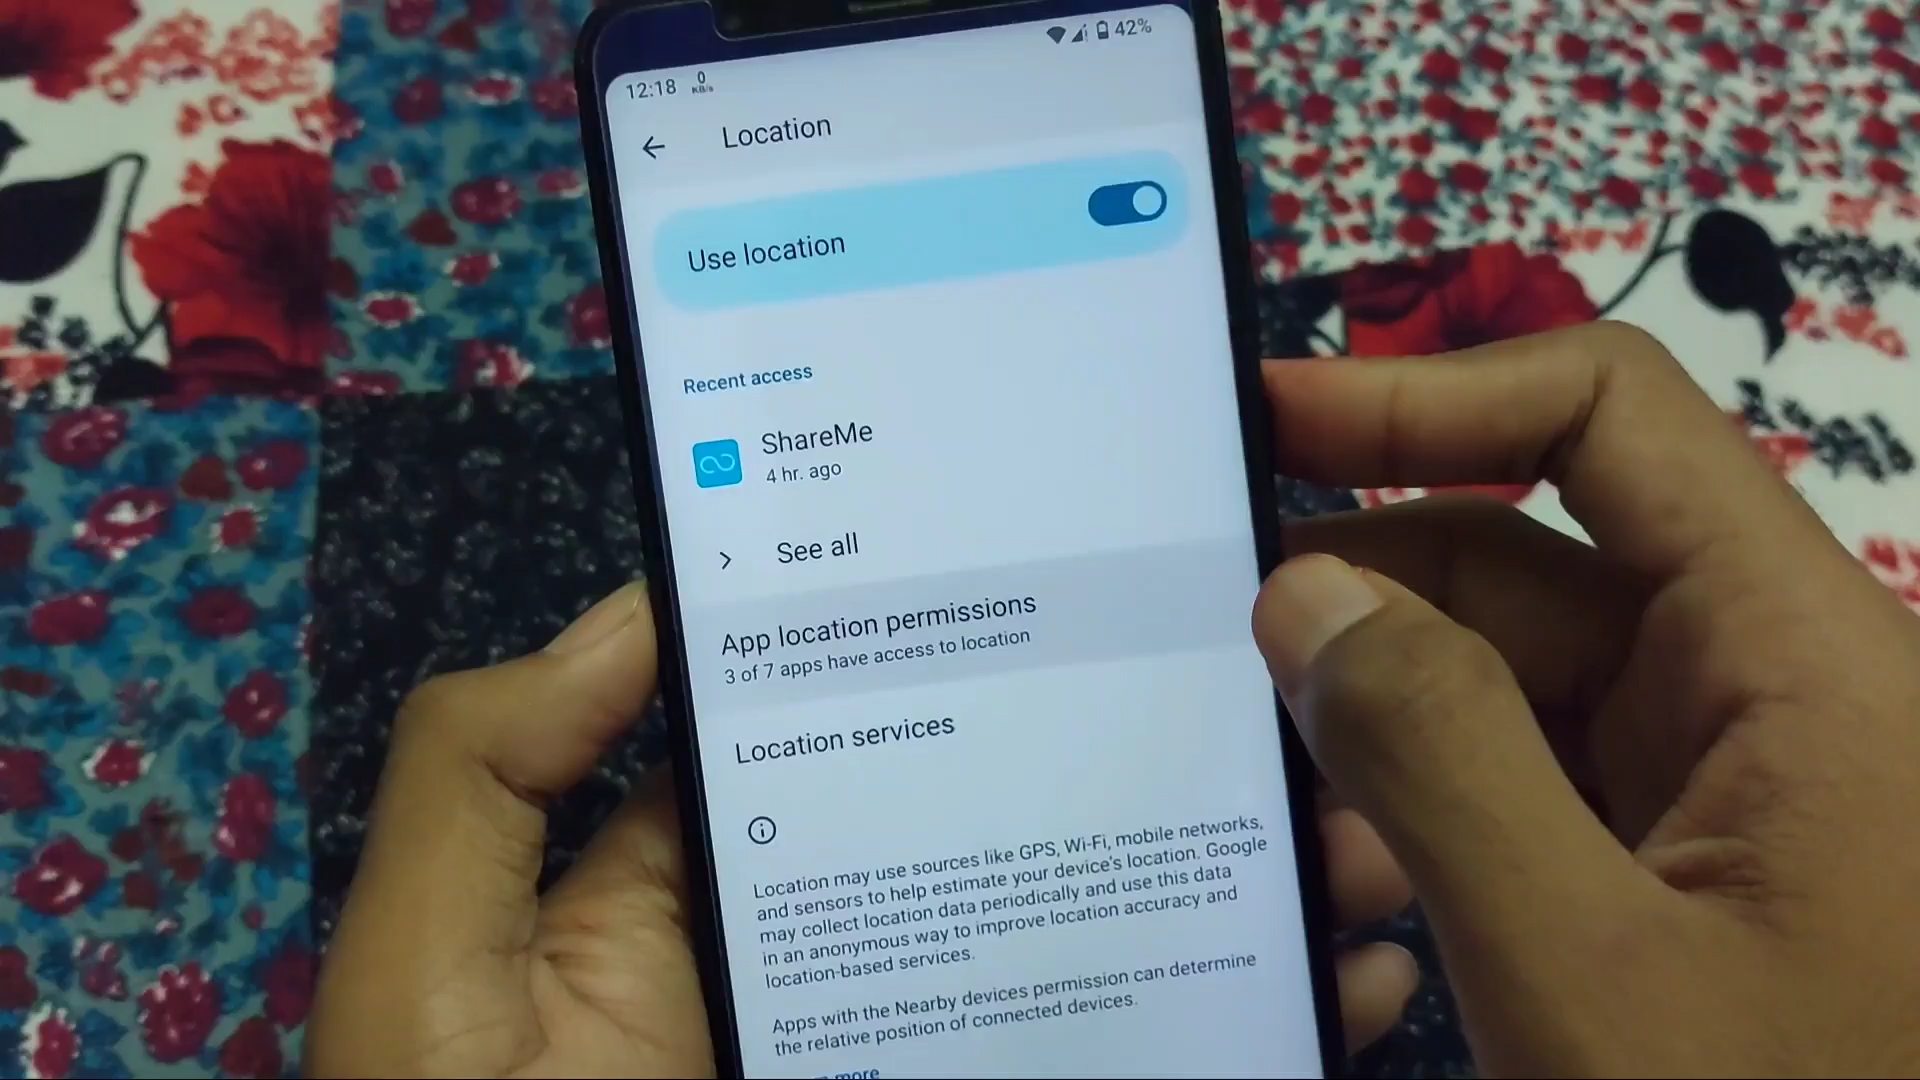 12:18
0
KB/s
42%
Location
Use location
Recent access
ShareMe
4 hr. ago
See all
App location permissions
3 of 7 apps have access to location
Location services
Location may use sources like GPS, Wi-Fi, mobile networks,
and sensors to help estimate your device's location. Google
may collect location data periodically and use this data
in an anonymous way to improve location accuracy and
location-based services.
Apps with the Nearby devices permission can determine
the relative position of connected devices.
more